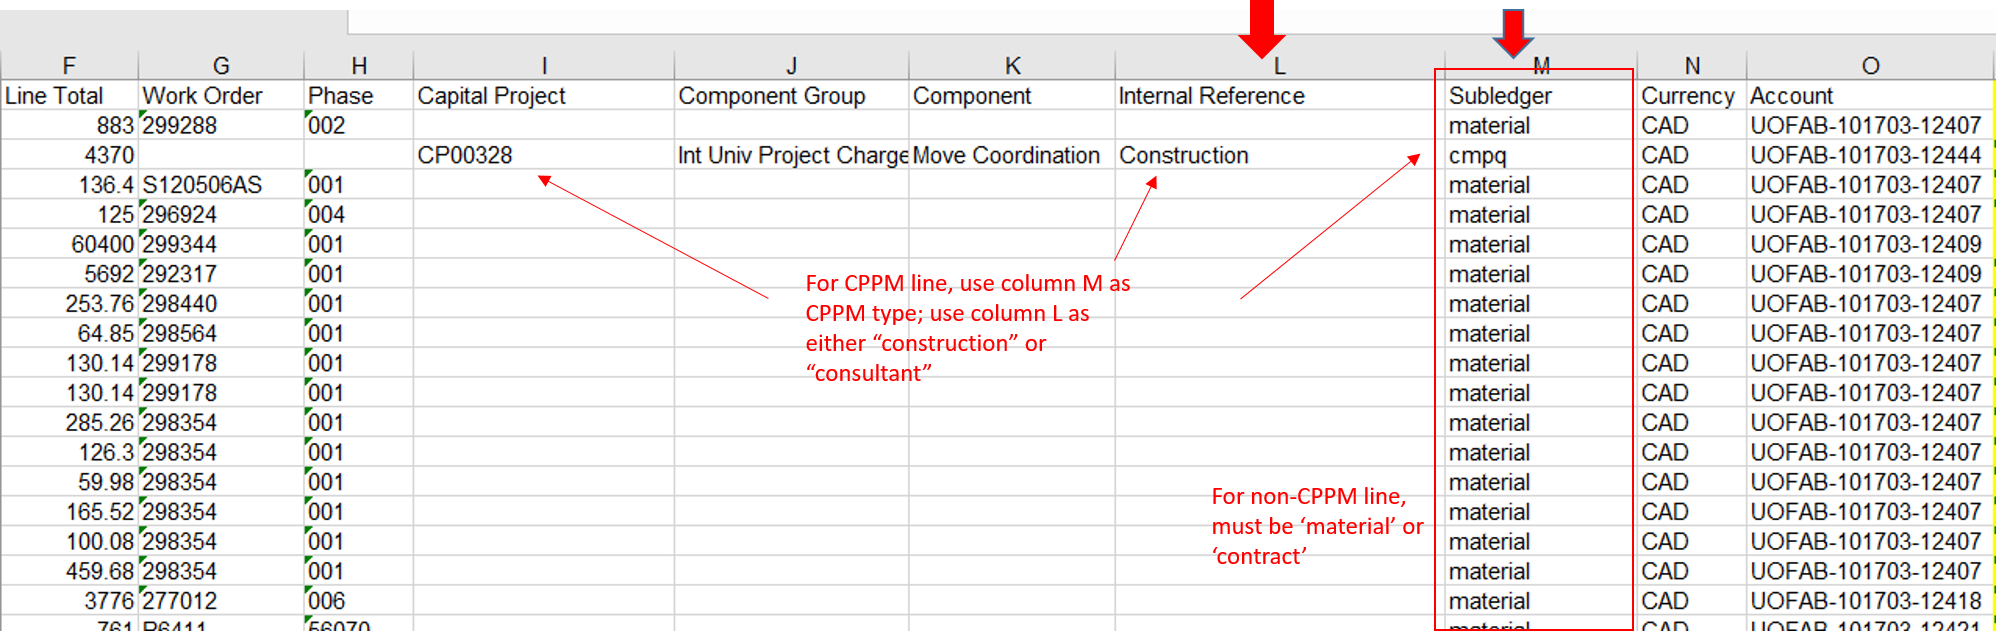 F G H I J K L M N O
Line Total Work Order Phase Capital Project Component Group Component Internal Reference Subledger Currency Account
883 299288 002 material CAD UOFAB-101703-12407
4370 CP00328 Int Univ Project Charge Move Coordination Construction cmpq CAD UOFAB-101703-12444
136.4 S120506AS 001 material CAD UOFAB-101703-12407
125 296924 004 material CAD UOFAB-101703-12407
60400 299344 001 material CAD UOFAB-101703-12409
5692 292317 001 material CAD UOFAB-101703-12409
253.76 298440 001 material CAD UOFAB-101703-12407
64.85 298564 001 material CAD UOFAB-101703-12407
130.14 299178 001 material CAD UOFAB-101703-12407
130.14 299178 001 material CAD UOFAB-101703-12407
285.26 298354 001 material CAD UOFAB-101703-12407
126.3 298354 001 material CAD UOFAB-101703-12407
59.98 298354 001 material CAD UOFAB-101703-12407
165.52 298354 001 material CAD UOFAB-101703-12407
100.08 298354 001 material CAD UOFAB-101703-12407
459.68 298354 001 material CAD UOFAB-101703-12407
3776 277012 006 material CAD UOFAB-101703-12418
761 56070 material CAD UOFAB-101703-12421
For CPPM line, use column M as
CPPM type; use column L as
either “construction” or
“consultant”
For non-CPPM line,
must be ‘material’ or
‘contract’